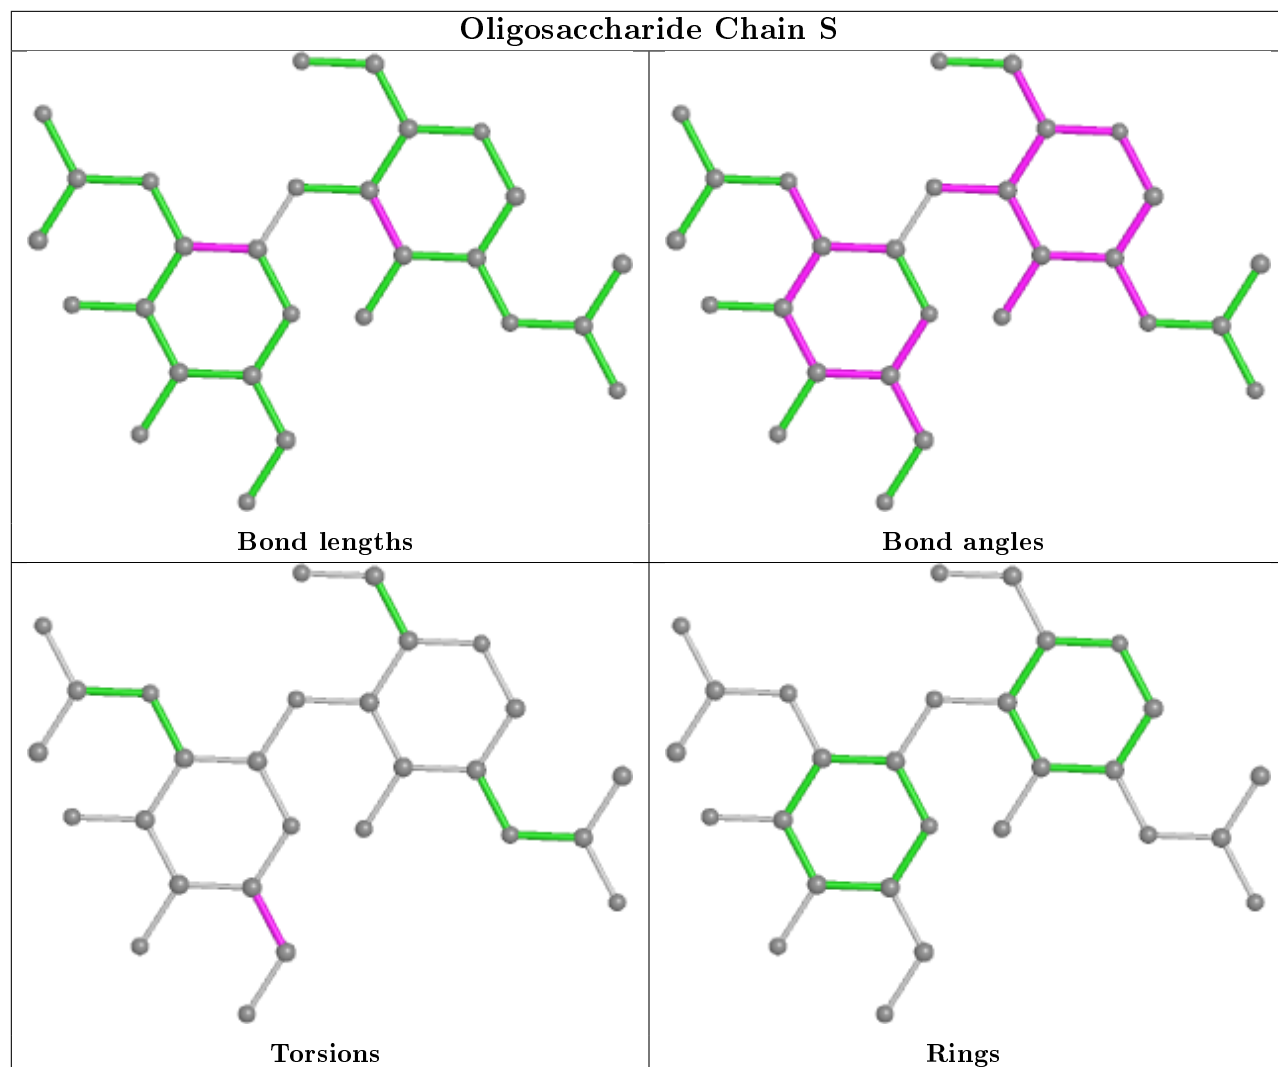 Oligosaccharide Chain S
Bond lengths
Bond angles
Torsions
Rings